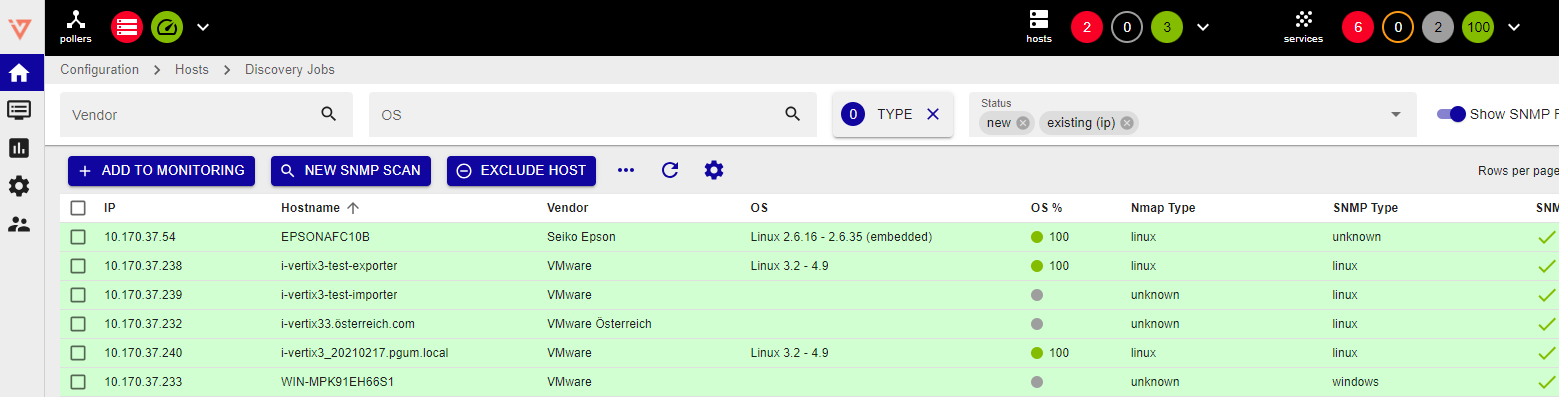 pollers
hosts 2 0 3
services 6 0 2 100
Configuration > Hosts > Discovery Jobs
Vendor
OS
0 TYPE
Status
new existing (ip)
Show SNMP F
ADD TO MONITORING NEW SNMP SCAN EXCLUDE HOST
Rows per page
IP Hostname Vendor OS OS % Nmap Type SNMP Type SNM
10.170.37.54 EPSONAFC10B Seiko Epson Linux 2.6.16 - 2.6.35 (embedded) 100 linux unknown
10.170.37.238 i-vertix3-test-exporter VMware Linux 3.2 - 4.9 100 linux linux
10.170.37.239 i-vertix3-test-importer VMware unknown linux
10.170.37.232 i-vertix33.österreich.com VMware Österreich unknown linux
10.170.37.240 i-vertix3_20210217.pgum.local VMware Linux 3.2 - 4.9 100 linux linux
10.170.37.233 WIN-MPK91EH66S1 VMware unknown windows